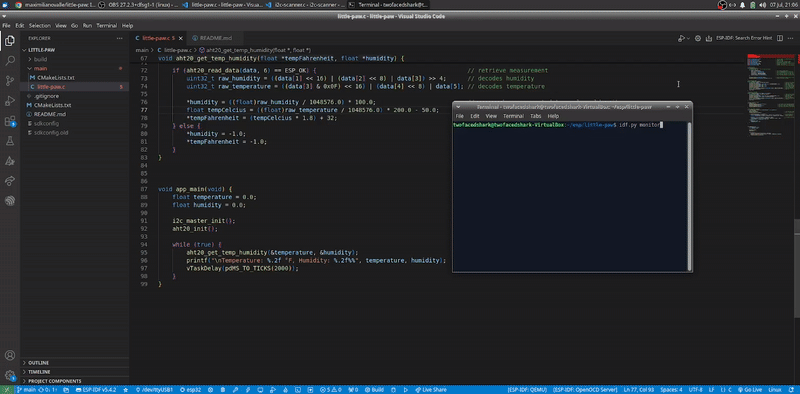 maximilianoulle/little-paw: l
OBS 27.2.3+dfsg1-1 (linux) -
little-paw.c - little-paw - Visual
i2c-scanner.c - i2c-scanner
Terminal - twofacedshark@
07 Jul, 21:06
little-paw.c - little-paw - Visual Studio Code
File Edit Selection View Go Run Terminal Help
EXPLORER
LITTLE-PAW
build
main
CMakeLists.txt
little-paw.c 5
.gitignore
CMakeLists.txt
README.md
sdkconfig
sdkconfig.old
OUTLINE
TIMELINE
PROJECT COMPONENTS
little-paw.c 5
README.md
ESP-IDF: Search Error Hint
main > little-paw.c > aht20_get_temp_humidity(float *, float *)
67 void aht20_get_temp_humidity(float *tempFahrenheit, float *humidity) {
72 if (aht20_read_data(data, 6) == ESP_OK) { // retrieve measurement
73 uint32_t raw_humidity = ((data[1] << 16) | (data[2] << 8) | data[3]) >> 4; // decodes humidity
74 uint32_t raw_temperature = ((data[3] & 0x0F) << 16) | (data[4] << 8) | data[5]; // decodes temperature
75
76 *humidity = ((float)raw_humidity / 1048576.0) * 100.0;
77 float tempCelcius = ((float)raw_temperature / 1048576.0) * 200.0 - 50.0;
78 *tempFahrenheit = (tempCelcius * 1.8) + 32;
79 } else {
80 *humidity = -1.0;
81 *tempFahrenheit = -1.0;
82 }
83 }
84
85
86
87 void app_main(void) {
88 float temperature = 0.0;
89 float humidity = 0.0;
90
91 i2c_master_init();
92 aht20_init();
93
94 while (true) {
95 aht20_get_temp_humidity(&temperature, &humidity);
96 printf("\nTemperature: %.2f °F, Humidity: %.2f%%", temperature, humidity);
97 vTaskDelay(pdMS_TO_TICKS(2000));
98 }
99 }
Terminal - twofacedshark@twofacedshark-VirtualBox: ~/esp/little-paw
File Edit View Terminal Tabs Help
twofacedshark@twofacedshark-VirtualBox:~/esp/little-paw$ idf.py monitor
main 0↓ 1↑
ESP-IDF v5.4.2
/dev/ttyUSB1
esp32
5 0
Build
Live Share
[ESP-IDF: QEMU]
[ESP-IDF: OpenOCD Server]
Ln 77, Col 93
Spaces: 4
UTF-8
LF
C
Go Live
Linux